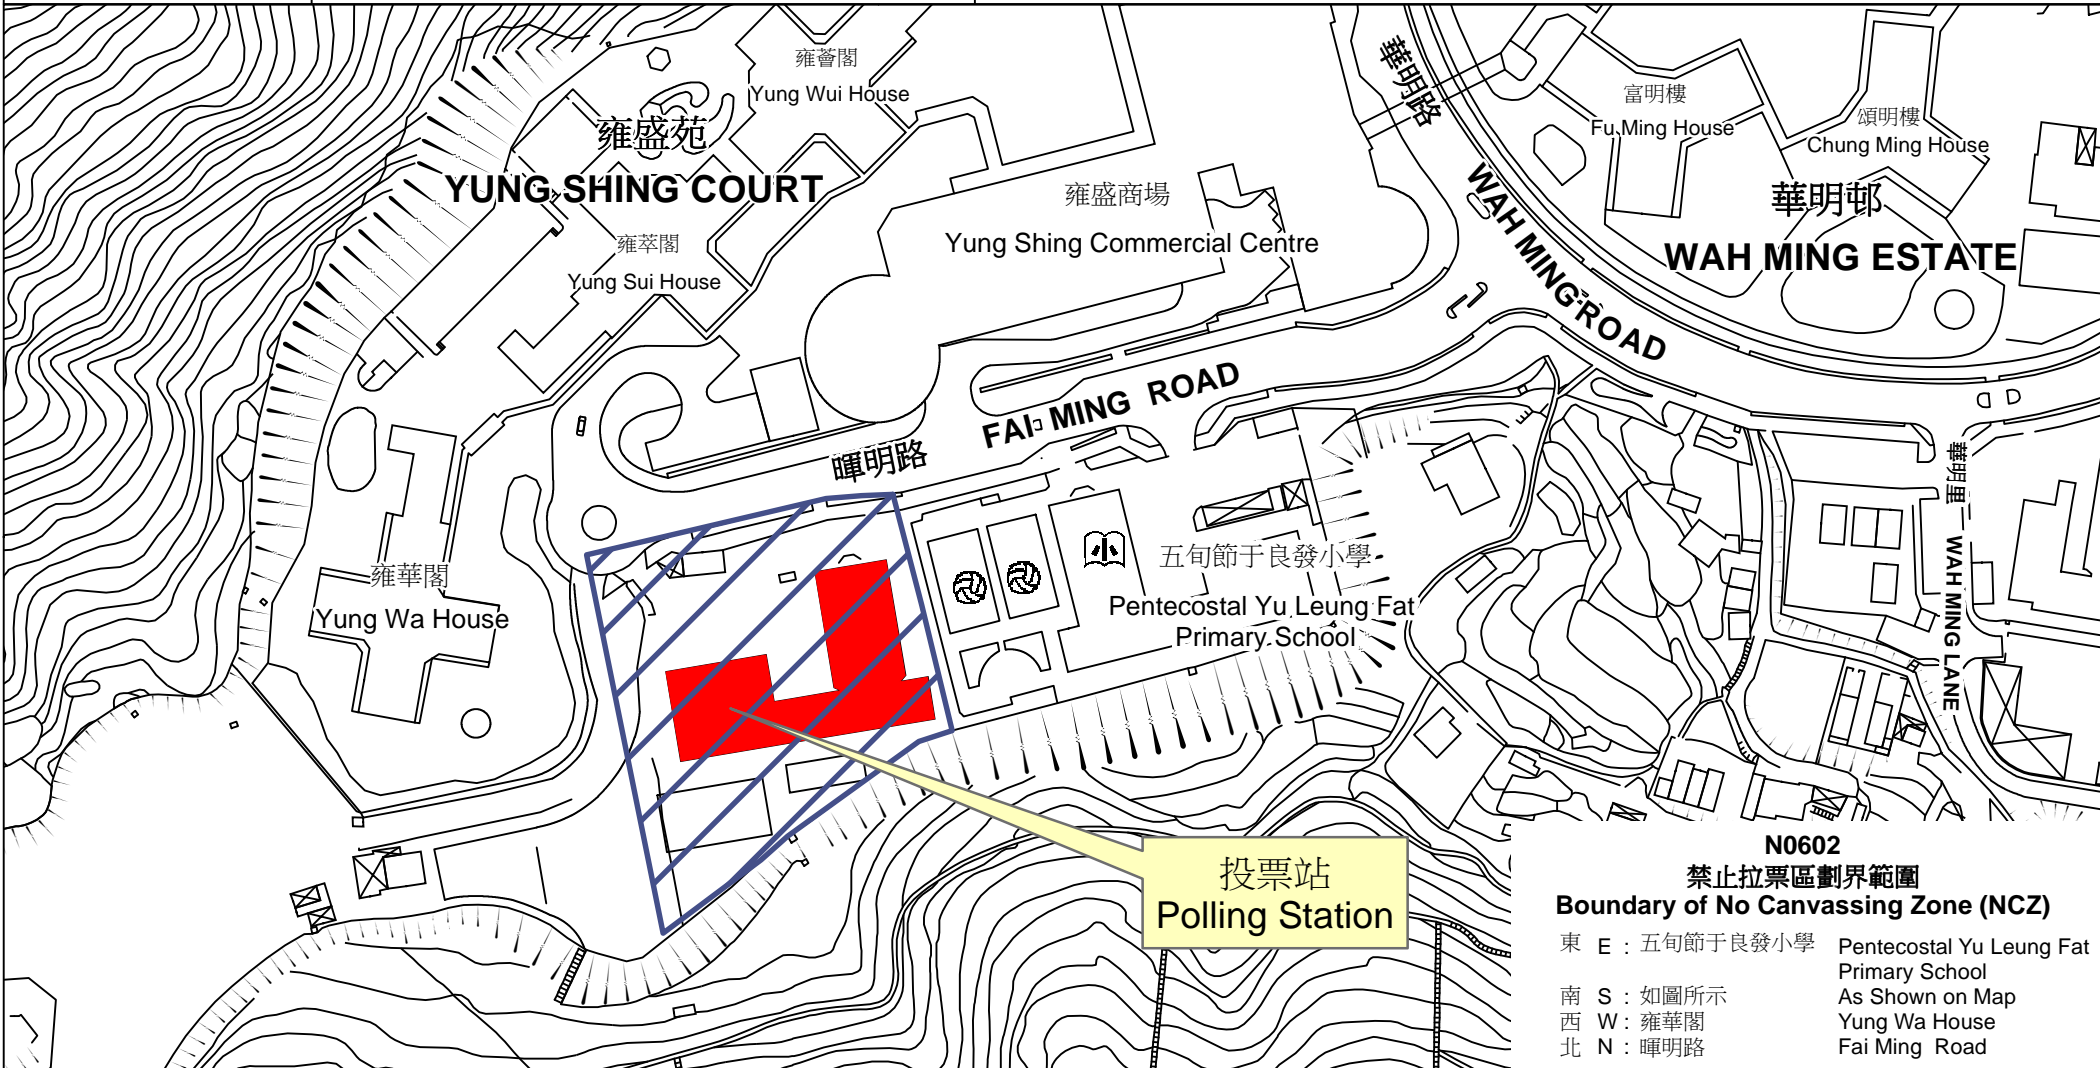 雍薈閣
Yung Wui House
雍盛苑
YUNG SHING COURT
雍萃閣
Yung Sui House
雍盛商場
Yung Shing Commercial Centre
華明路
WAH MING ROAD
富明樓
Fu Ming House
頌明樓
Chung Ming House
華明邨
WAH MING ESTATE
暉明路
FAI MING ROAD
華明里
WAH MING LANE
雍華閣
Yung Wa House
小
五旬節于良發小學
Pentecostal Yu Leung Fat
Primary School
投票站
Polling Station
N0602
禁止拉票區劃界範圍
Boundary of No Canvassing Zone (NCZ)
東 E : 五旬節于良發小學 Pentecostal Yu Leung Fat
Primary School
南 S : 如圖所示 As Shown on Map
西 W : 雍華閣 Yung Wa House
北 N : 暉明路 Fai Ming Road